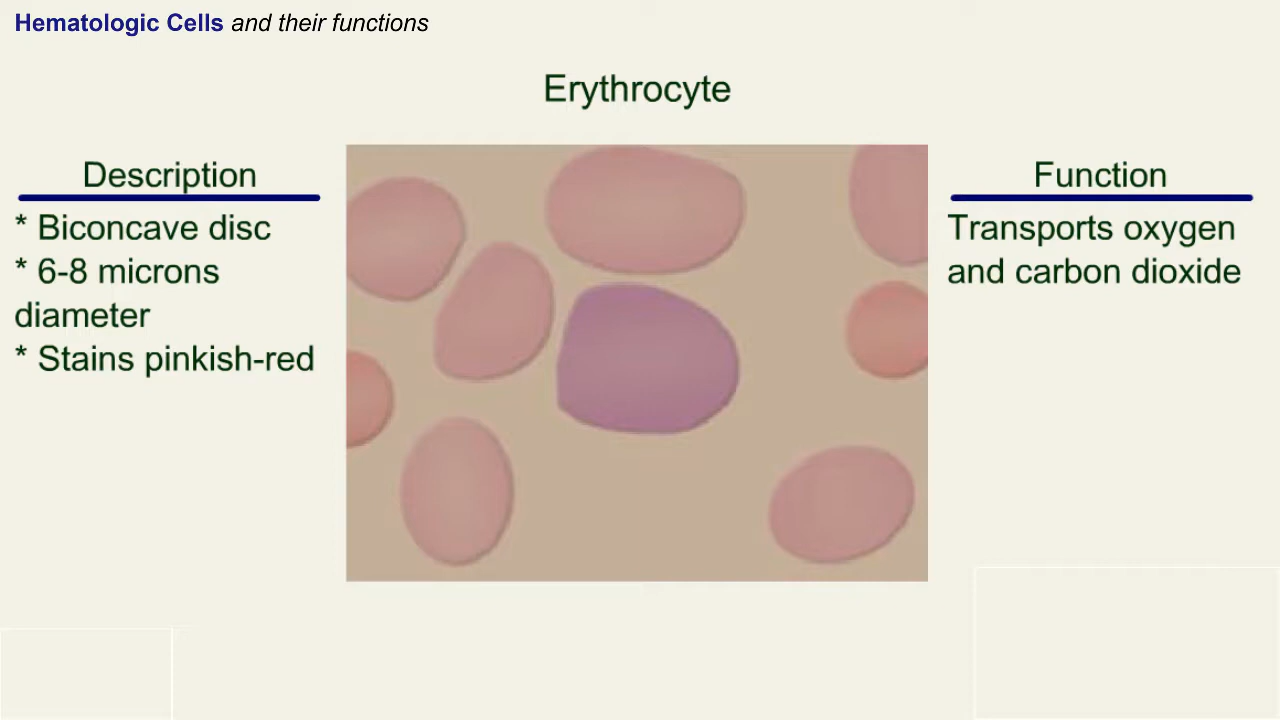 Hematologic Cells and their functions
Erythrocyte
Description
* Biconcave disc
* 6-8 microns
diameter
* Stains pinkish-red
Function
Transports oxygen
and carbon dioxide